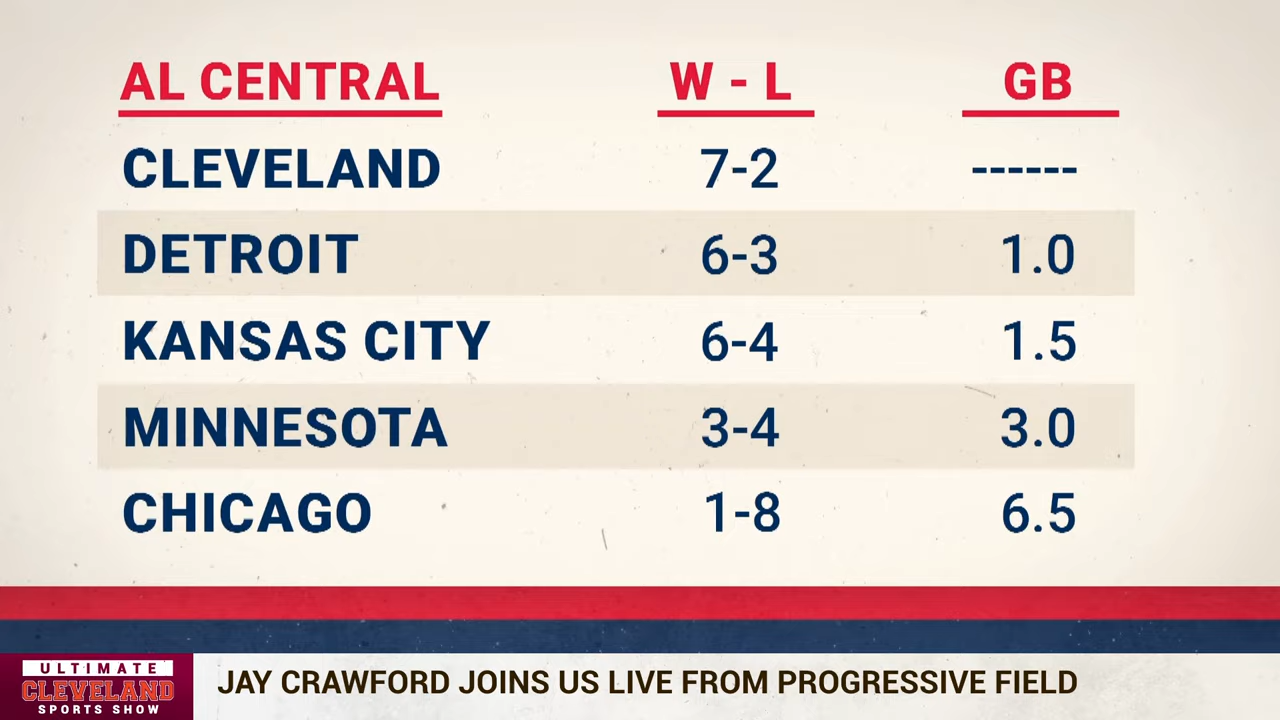 AL CENTRAL W - L GB
CLEVELAND 7-2 ------
DETROIT 6-3 1.0
KANSAS CITY 6-4 1.5
MINNESOTA 3-4 3.0
CHICAGO 1-8 6.5
ULTIMATE
CLEVELAND
SPORTS SHOW
JAY CRAWFORD JOINS US LIVE FROM PROGRESSIVE FIELD